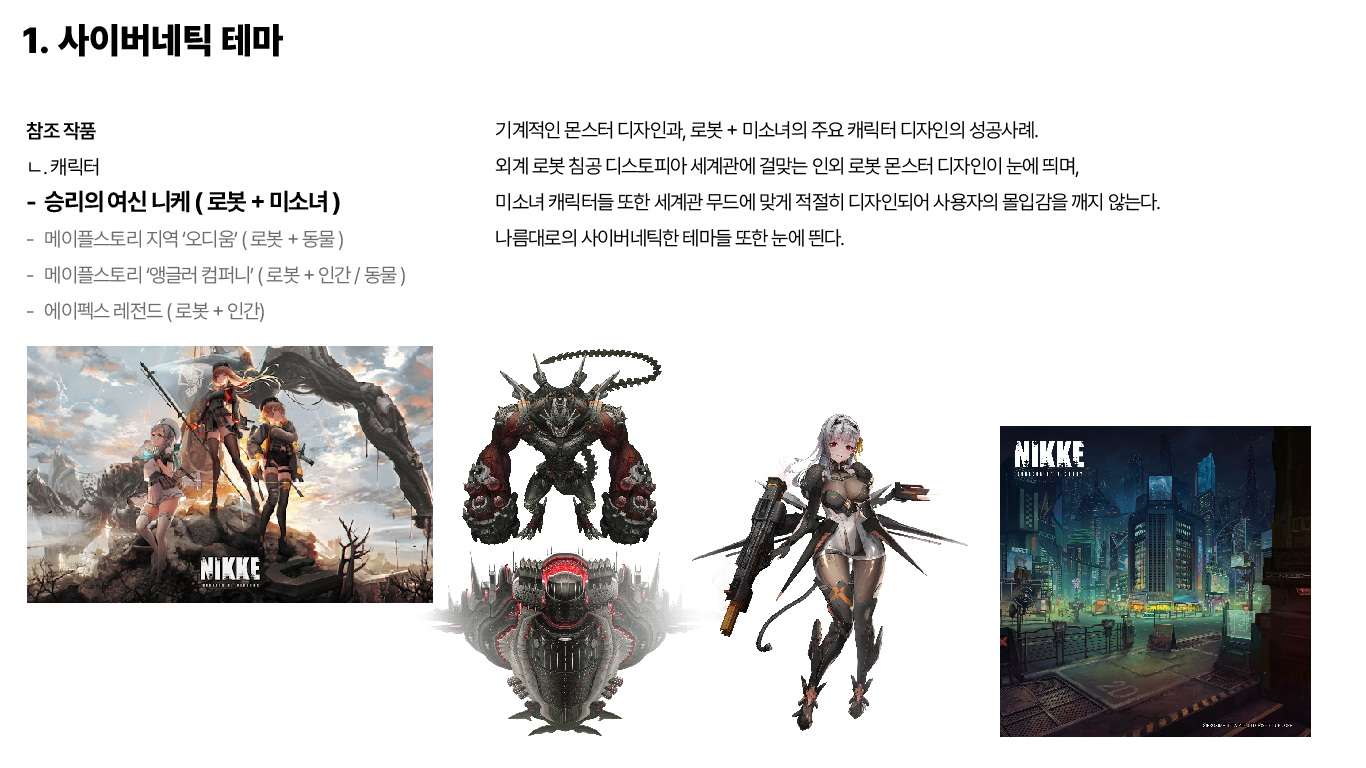 1. 사이버네틱 테마
참조 작품
ㄴ. 캐릭터
- 승리의 여신 니케 ( 로봇 + 미소녀 )
- 메이플스토리 지역 ‘오디움’ ( 로봇 + 동물 )
- 메이플스토리 ‘앵글러 컴퍼니’ ( 로봇 + 인간 / 동물 )
- 에이펙스 레전드 ( 로봇 + 인간)
기계적인 몬스터 디자인과, 로봇 + 미소녀의 주요 캐릭터 디자인의 성공사례.
외계 로봇 침공 디스토피아 세계관에 걸맞는 인외 로봇 몬스터 디자인이 눈에 띄며,
미소녀 캐릭터들 또한 세계관 무드에 맞게 적절히 디자인되어 사용자의 몰입감을 깨지 않는다.
나름대로의 사이버네틱한 테마들 또한 눈에 띈다.
NIKKE
NIKKE